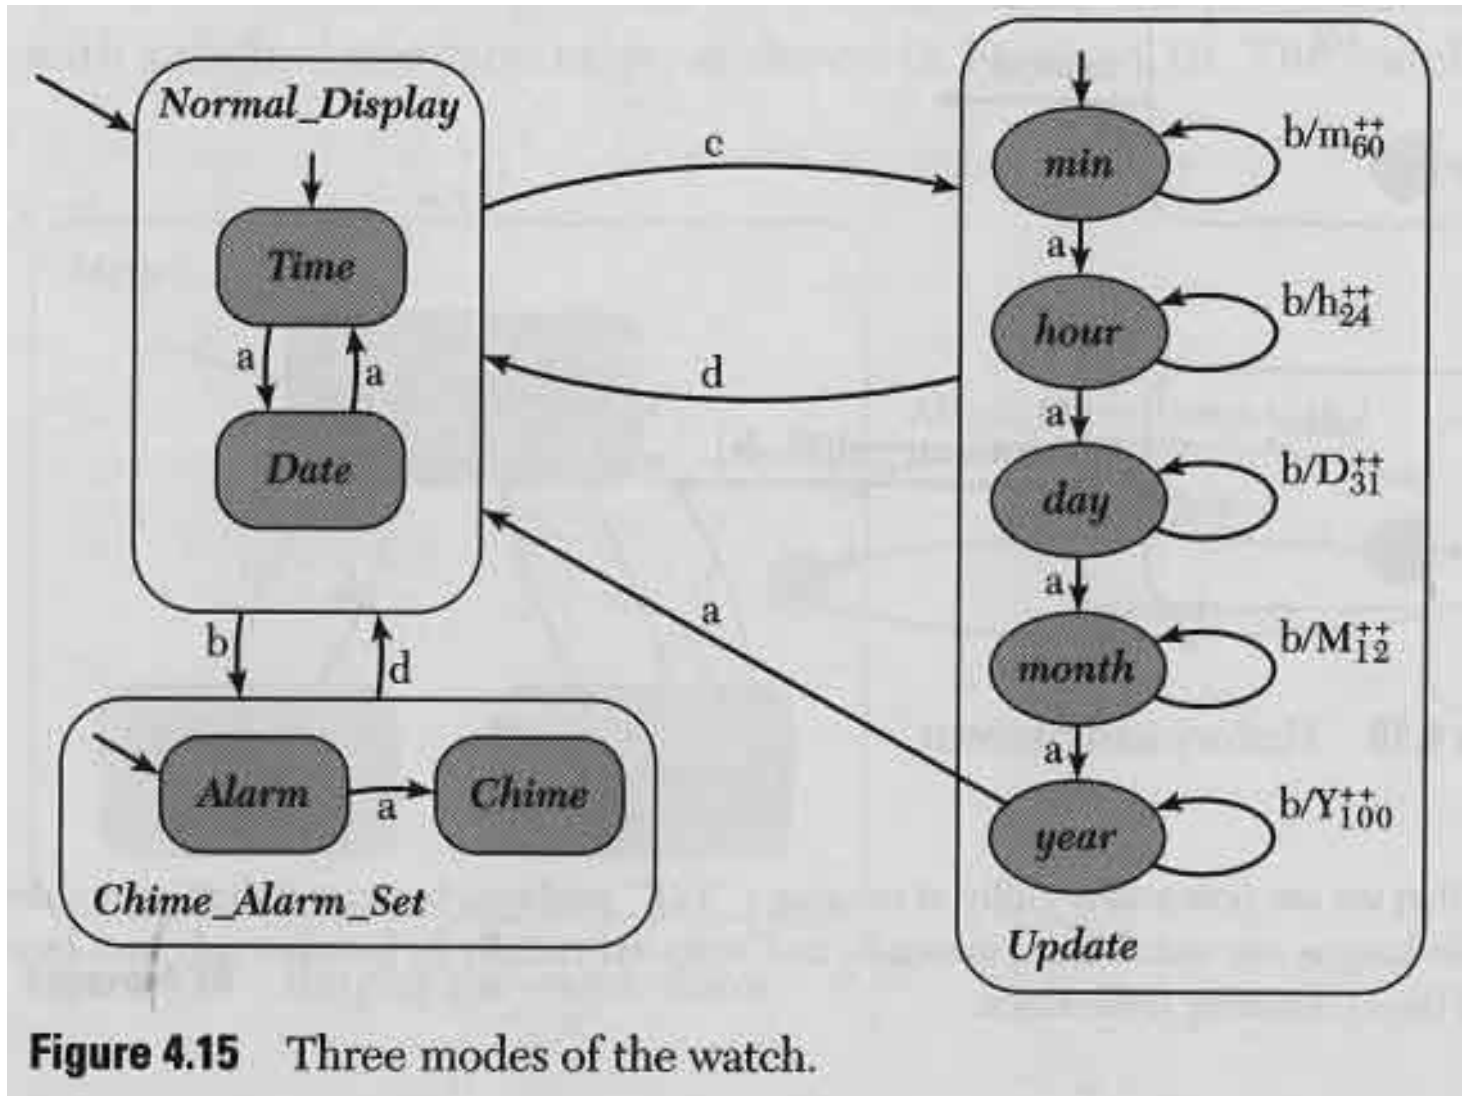 Normal_Display
Time
a
a
Date
b
d
Alarm
a
Chime
Chime_Alarm_Set
c
d
a
min
b/m++60
a
hour
b/h++24
a
day
b/D++31
a
month
b/M++12
a
year
b/Y++100
Update
Figure 4.15 Three modes of the watch.